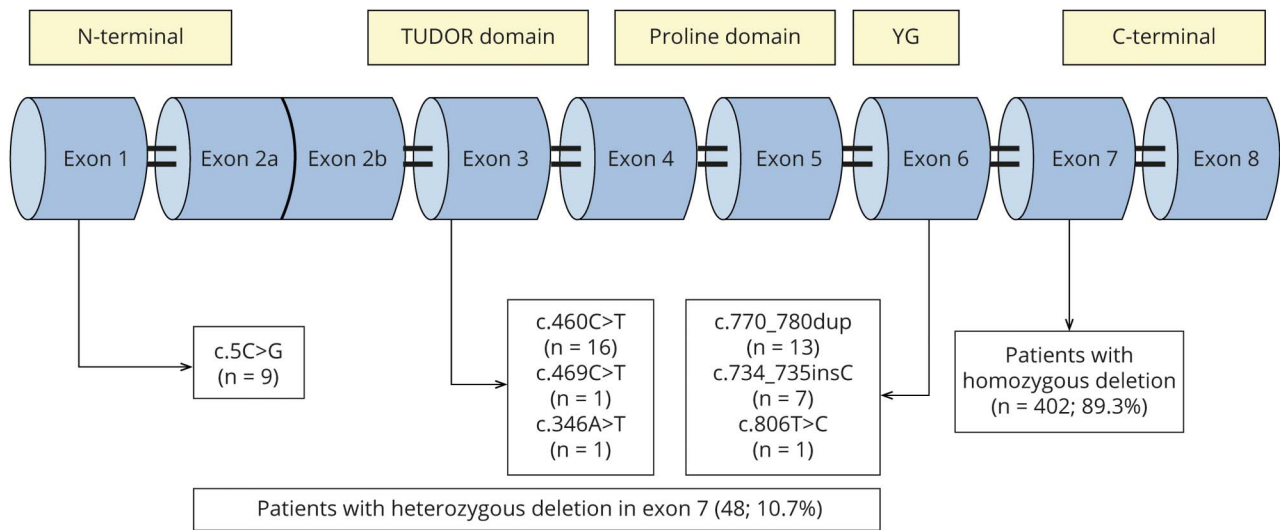 N-terminal
TUDOR domain
Proline domain
YG
C-terminal
Exon 1
Exon 2a
Exon 2b
Exon 3
Exon 4
Exon 5
Exon 6
Exon 7
Exon 8
c.5C>G
(n = 9)
c.460C>T
(n = 16)
c.469C>T
(n = 1)
c.346A>T
(n = 1)
c.770_780dup
(n = 13)
c.734_735insC
(n = 7)
c.806T>C
(n = 1)
Patients with
homozygous deletion
(n = 402; 89.3%)
Patients with heterozygous deletion in exon 7 (48; 10.7%)